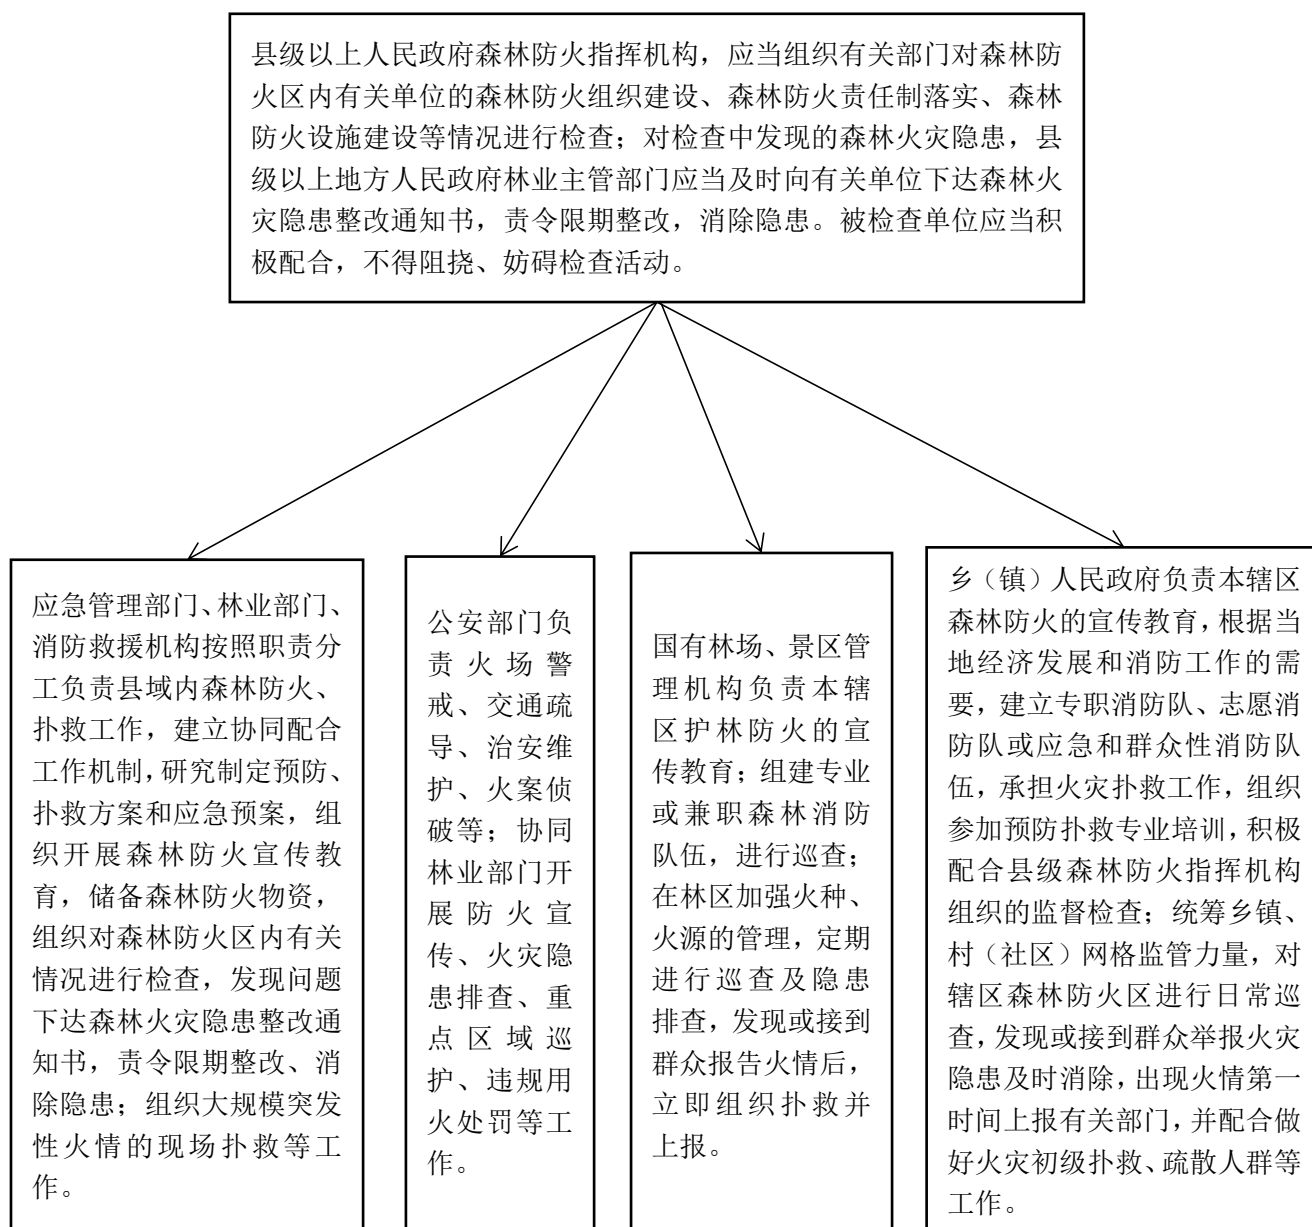 县级以上人民政府森林防火指挥机构，应当组织有关部门对森林防
火区内有关单位的森林防火组织建设、森林防火责任制落实、森林
防火设施建设等情况进行检查；对检查中发现的森林火灾隐患，县
级以上地方人民政府林业主管部门应当及时向有关单位下达森林火
灾隐患整改通知书，责令限期整改，消除隐患。被检查单位应当积
极配合，不得阻挠、妨碍检查活动。
应急管理部门、林业部门、
消防救援机构按照职责分
工负责县域内森林防火、
扑救工作，建立协同配合
工作机制，研究制定预防、
扑救方案和应急预案，组
织开展森林防火宣传教
育，储备森林防火物资，
组织对森林防火区内有关
情况进行检查，发现问题
下达森林火灾隐患整改通
知书，责令限期整改、消
除隐患；组织大规模突发
性火情的现场扑救等工
作。
公安部门负
责火场警
戒、交通疏
导、治安维
护、火案侦
破等；协同
林业部门开
展防火宣
传、火灾隐
患排查、重
点区域巡
护、违规用
火处罚等工
作。
国有林场、景区管
理机构负责本辖
区护林防火的宣
传教育；组建专业
或兼职森林消防
队伍，进行巡查；
在林区加强火种、
火源的管理，定期
进行巡查及隐患
排查，发现或接到
群众报告火情后，
立即组织扑救并
上报。
乡（镇）人民政府负责本辖区
森林防火的宣传教育，根据当
地经济发展和消防工作的需
要，建立专职消防队、志愿消
防队或应急和群众性消防队
伍，承担火灾扑救工作，组织
参加预防扑救专业培训，积极
配合县级森林防火指挥机构
组织的监督检查；统筹乡镇、
村（社区）网格监管力量，对
辖区森林防火区进行日常巡
查，发现或接到群众举报火灾
隐患及时消除，出现火情第一
时间上报有关部门，并配合做
好火灾初级扑救、疏散人群等
工作。